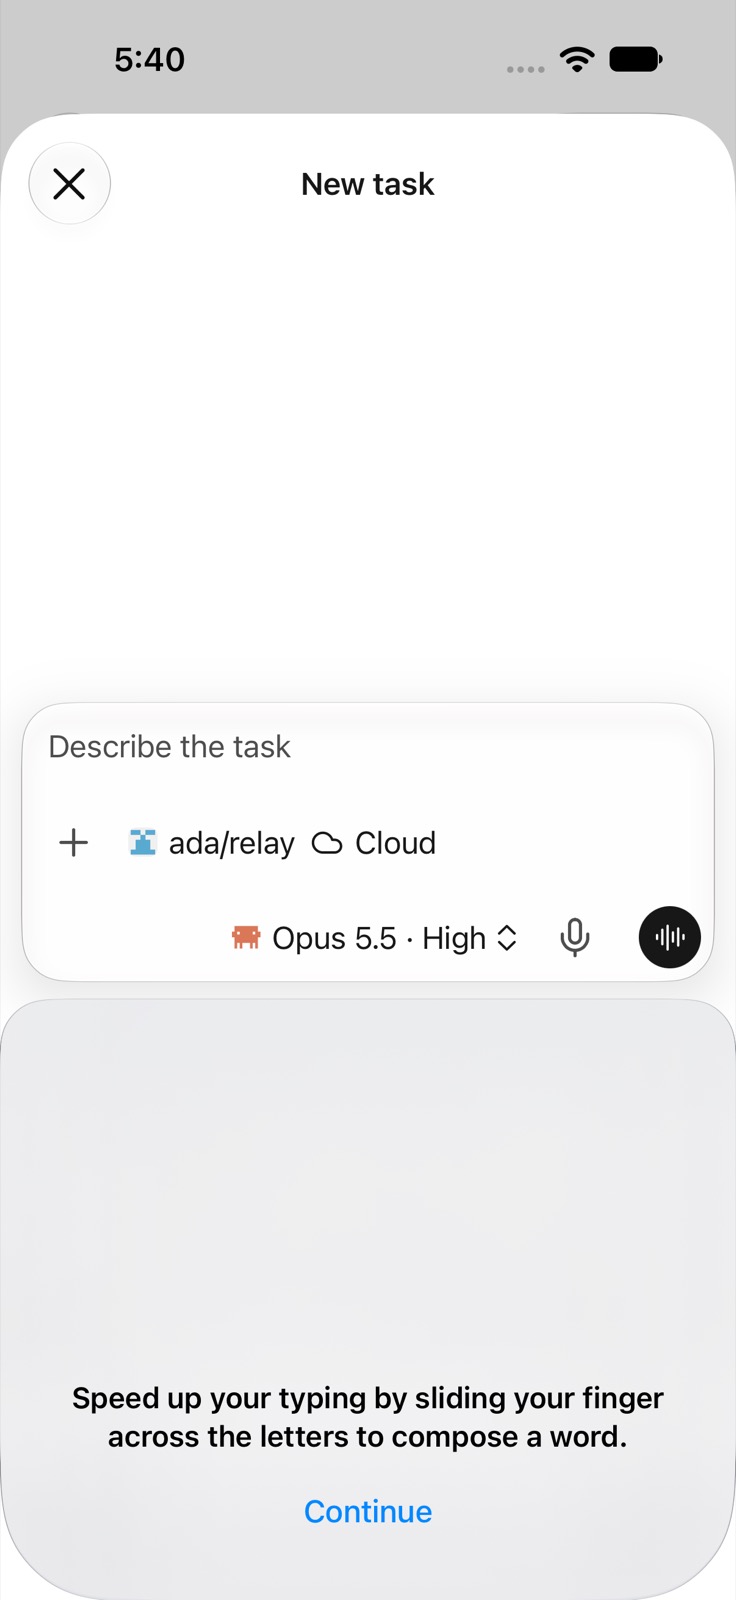 5:40
New task
Describe the task
ada/relay Cloud
Opus 5.5 · High
Speed up your typing by sliding your finger
across the letters to compose a word.
Continue